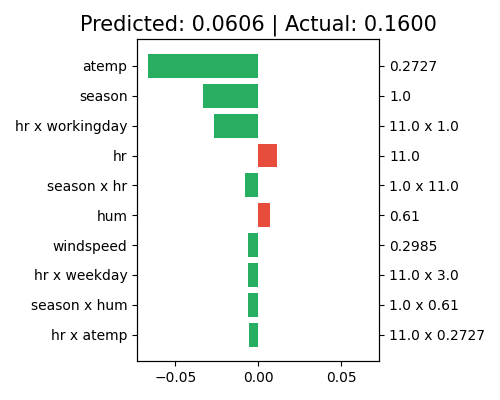 Predicted: 0.0606 | Actual: 0.1600
atemp 0.2727
season 1.0
hr x workingday 11.0 x 1.0
hr 11.0
season x hr 1.0 x 11.0
hum 0.61
windspeed 0.2985
hr x weekday 11.0 x 3.0
season x hum 1.0 x 0.61
hr x atemp 11.0 x 0.2727
−0.05 0.00 0.05